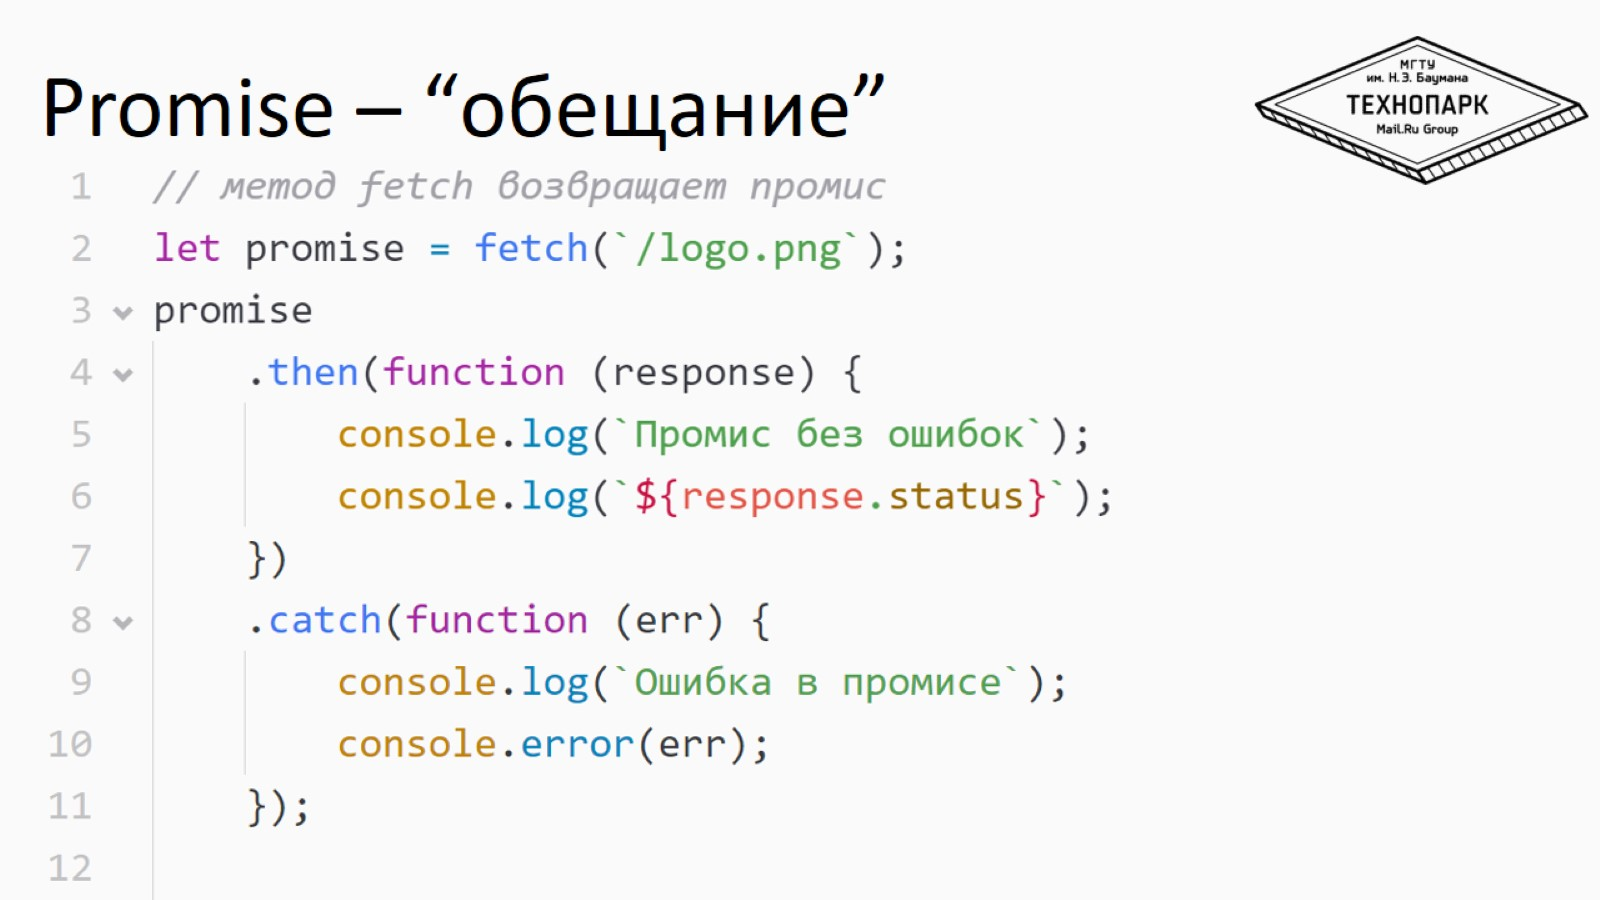 Promise – “обещание”
МГТУ
им. Н.Э. Баумана
ТЕХНОПАРК
Mail.Ru Group
1 // метод fetch возвращает промис
2 let promise = fetch(`/logo.png`);
3 promise
4 .then(function (response) {
5 console.log(`Промис без ошибок`);
6 console.log(`${response.status}`);
7 })
8 .catch(function (err) {
9 console.log(`Ошибка в промисе`);
10 console.error(err);
11 });
12